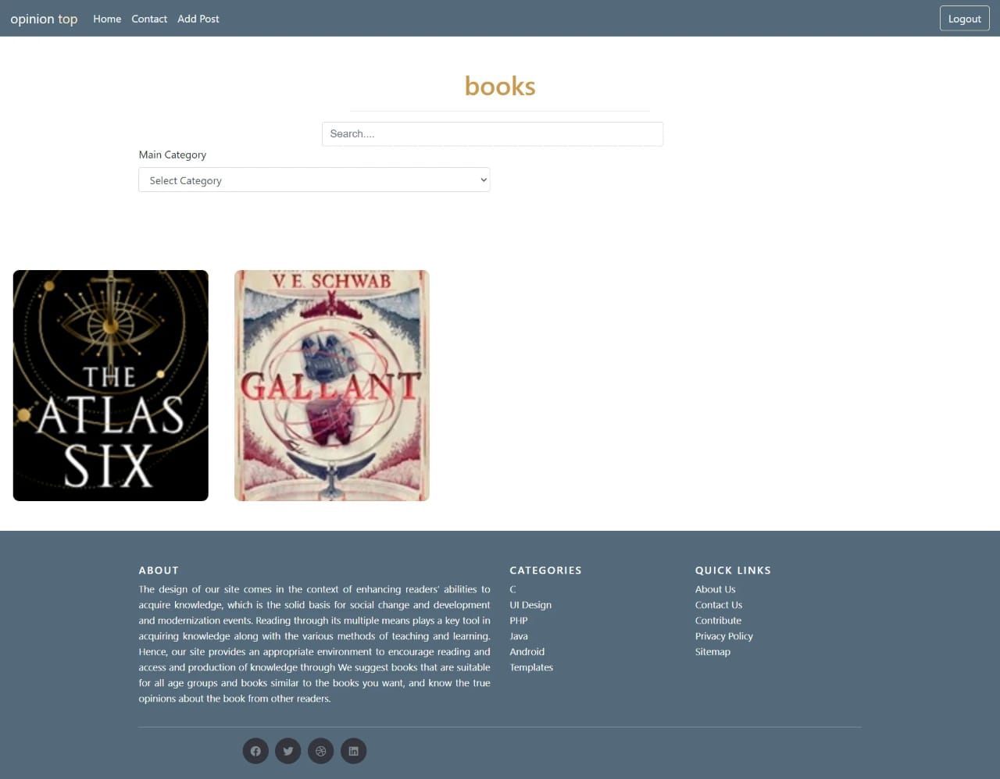 opinion top Home Contact Add Post Logout
books
Search....
Main Category
Select Category
V. E. SCHWAB
THE
ATLAS
SIX
GALLANT
ABOUT
The design of our site comes in the context of enhancing readers' abilities to
acquire knowledge, which is the solid basis for social change and development
and modernization events. Reading through its multiple means plays a key tool in
acquiring knowledge along with the various methods of teaching and learning.
Hence, our site provides an appropriate environment to encourage reading and
access and production of knowledge through We suggest books that are suitable
for all age groups and books similar to the books you want, and know the true
opinions about the book from other readers.
CATEGORIES
C
UI Design
PHP
Java
Android
Templates
QUICK LINKS
About Us
Contact Us
Contribute
Privacy Policy
Sitemap